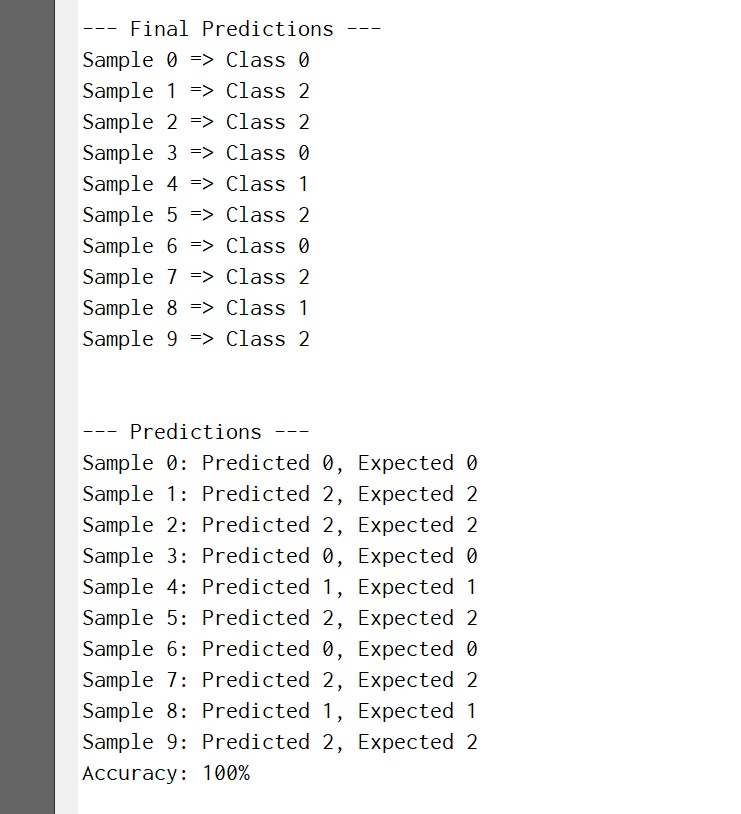 --- Final Predictions ---
Sample 0 => Class 0
Sample 1 => Class 2
Sample 2 => Class 2
Sample 3 => Class 0
Sample 4 => Class 1
Sample 5 => Class 2
Sample 6 => Class 0
Sample 7 => Class 2
Sample 8 => Class 1
Sample 9 => Class 2
--- Predictions ---
Sample 0: Predicted 0, Expected 0
Sample 1: Predicted 2, Expected 2
Sample 2: Predicted 2, Expected 2
Sample 3: Predicted 0, Expected 0
Sample 4: Predicted 1, Expected 1
Sample 5: Predicted 2, Expected 2
Sample 6: Predicted 0, Expected 0
Sample 7: Predicted 2, Expected 2
Sample 8: Predicted 1, Expected 1
Sample 9: Predicted 2, Expected 2
Accuracy: 100%